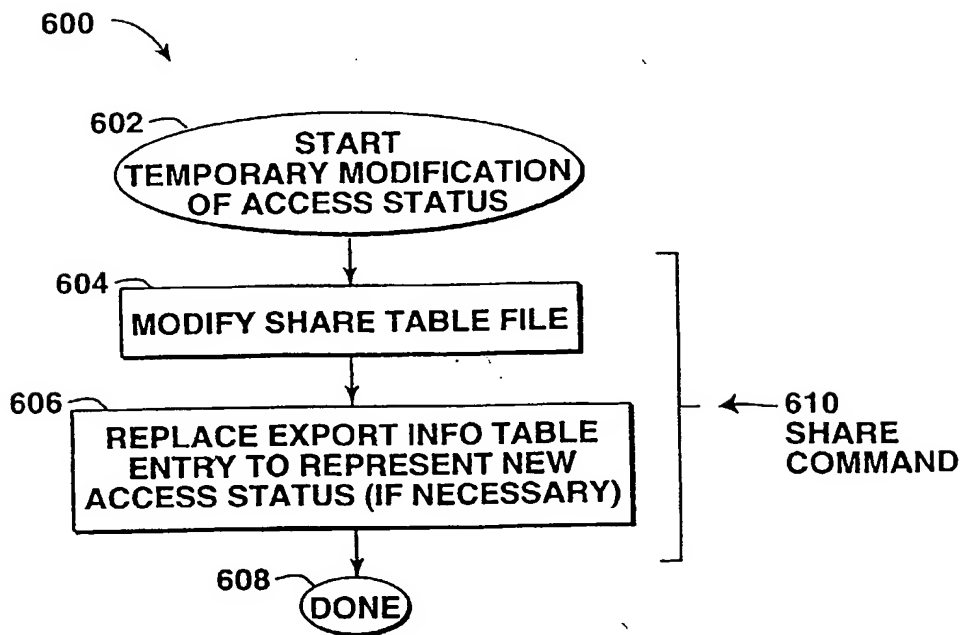 600
602
START
TEMPORARY MODIFICATION
OF ACCESS STATUS
604
MODIFY SHARE TABLE FILE
606
REPLACE EXPORT INFO TABLE
ENTRY TO REPRESENT NEW
ACCESS STATUS (IF NECESSARY)
610
SHARE
COMMAND
608
DONE